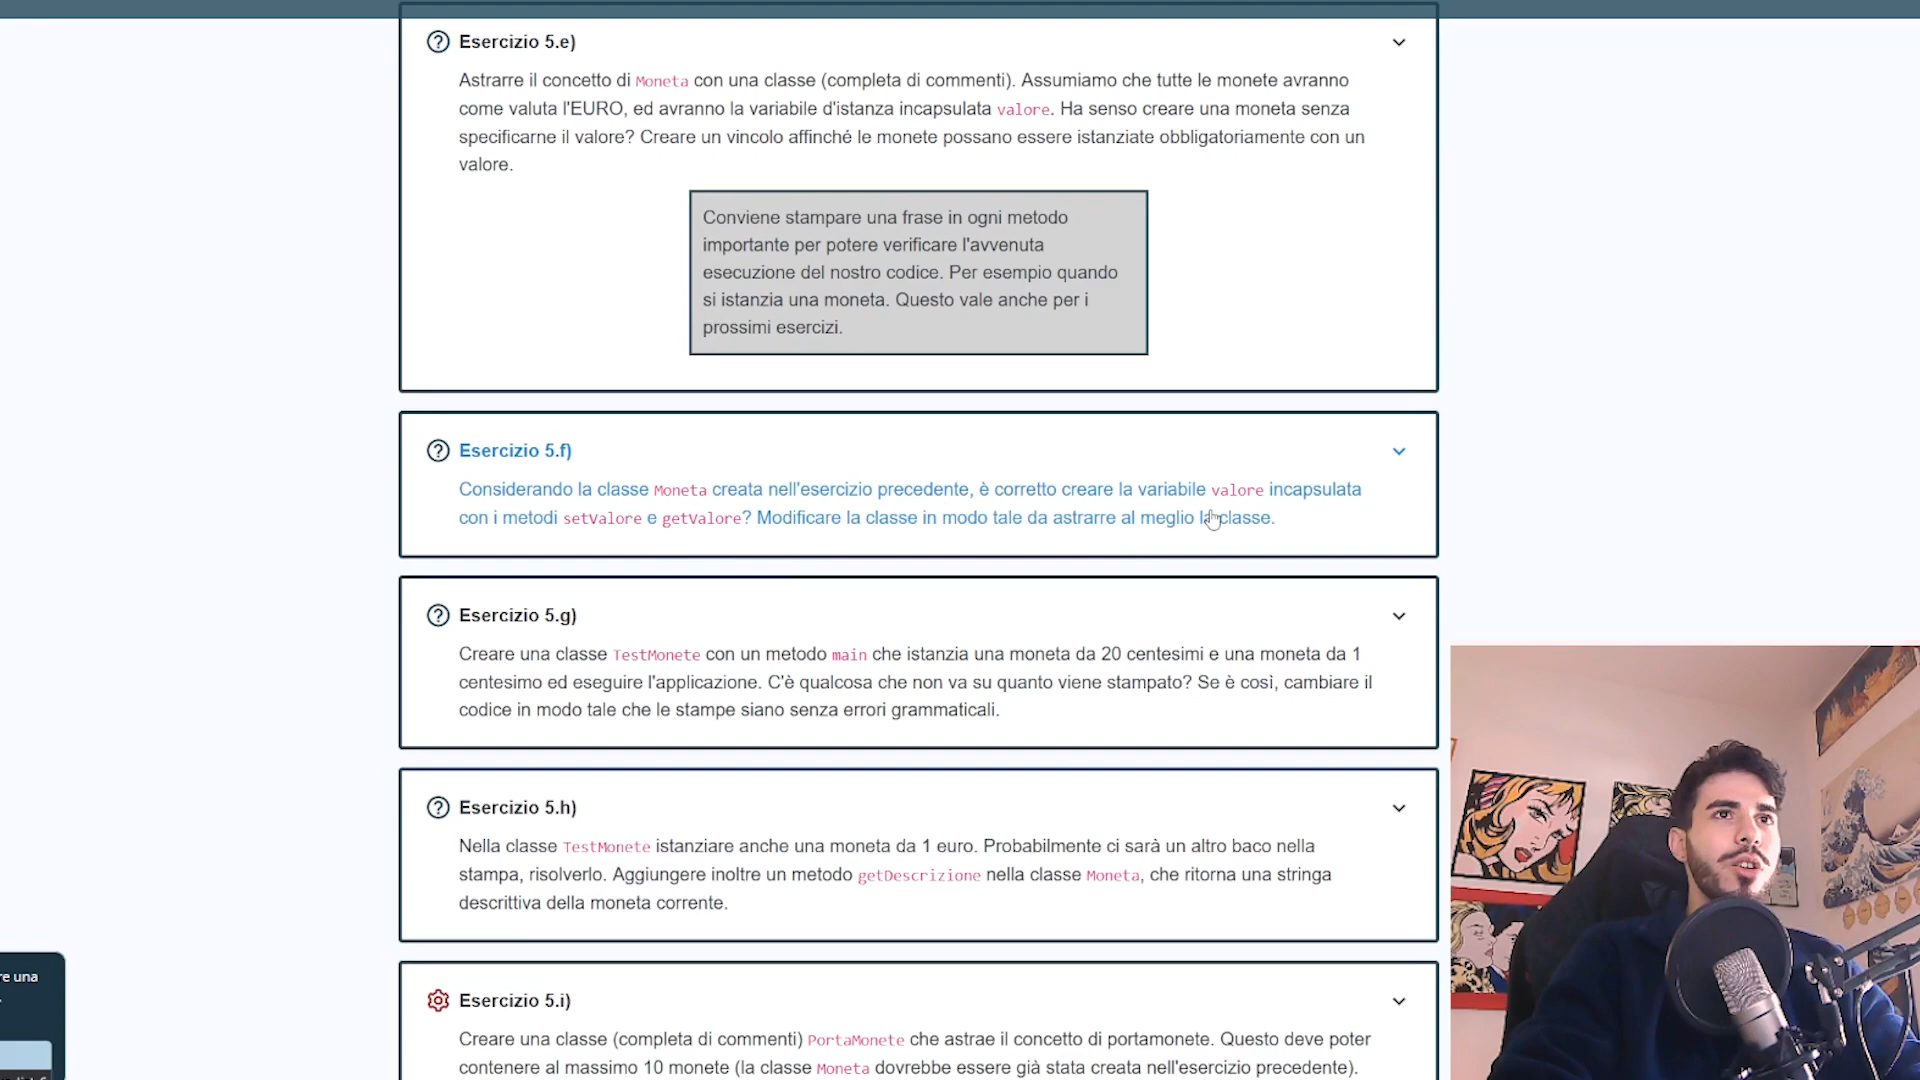 Esercizio 5.e)
Astrarre il concetto di Moneta con una classe (completa di commenti). Assumiamo che tutte le monete avranno
come valuta l'EURO, ed avranno la variabile d'istanza incapsulata valore. Ha senso creare una moneta senza
specificarne il valore? Creare un vincolo affinché le monete possano essere istanziate obbligatoriamente con un
valore.
Conviene stampare una frase in ogni metodo
importante per potere verificare l'avvenuta
esecuzione del nostro codice. Per esempio quando
si istanzia una moneta. Questo vale anche per i
prossimi esercizi.
Esercizio 5.f)
Considerando la classe Moneta creata nell'esercizio precedente, è corretto creare la variabile valore incapsulata
con i metodi setValore e getValore? Modificare la classe in modo tale da astrarre al meglio la classe.
Esercizio 5.g)
Creare una classe TestMonete con un metodo main che istanzia una moneta da 20 centesimi e una moneta da 1
centesimo ed eseguire l'applicazione. C'è qualcosa che non va su quanto viene stampato? Se è così, cambiare il
codice in modo tale che le stampe siano senza errori grammaticali.
Esercizio 5.h)
Nella classe TestMonete istanziare anche una moneta da 1 euro. Probabilmente ci sarà un altro baco nella
stampa, risolverlo. Aggiungere inoltre un metodo getDescrizione nella classe Moneta, che ritorna una stringa
descrittiva della moneta corrente.
re una
Esercizio 5.i)
Creare una classe (completa di commenti) PortaMonete che astrae il concetto di portamonete. Questo deve poter
contenere al massimo 10 monete (la classe Moneta dovrebbe essere già stata creata nell'esercizio precedente).